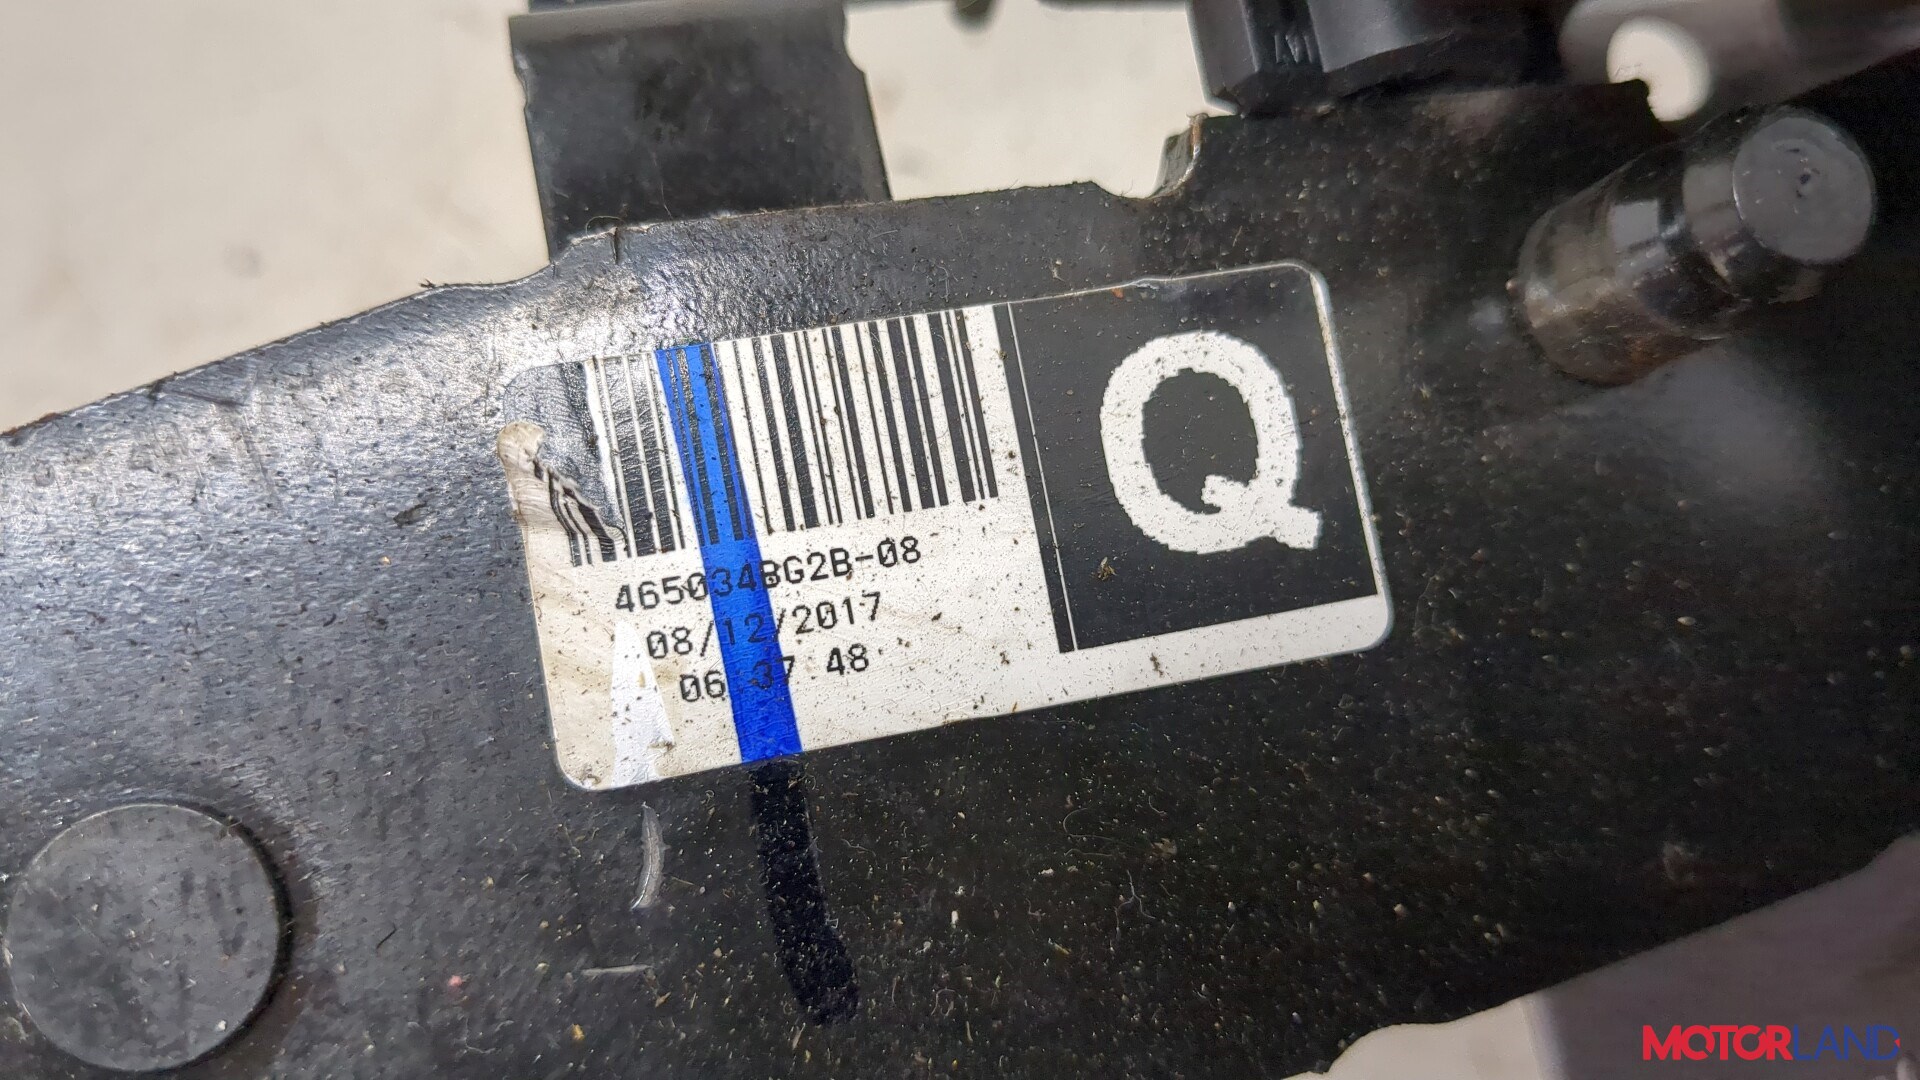 Q
465034BG2B-08
08/12/2017
06 37 48
MOTORLAND